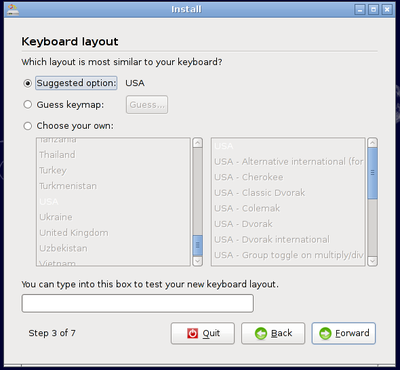 Install
Keyboard layout
Which layout is most similar to your keyboard?
Suggested option: USA
Guess keymap: Guess...
Choose your own:
Tanzania
Thailand
Turkey
Turkmenistan
USA
Ukraine
United Kingdom
Uzbekistan
Vietnam
USA
USA - Alternative international (for
USA - Cherokee
USA - Classic Dvorak
USA - Colemak
USA - Dvorak
USA - Dvorak international
USA - Group toggle on multiply/div
You can type into this box to test your new keyboard layout.
Step 3 of 7
Quit
Back
Forward